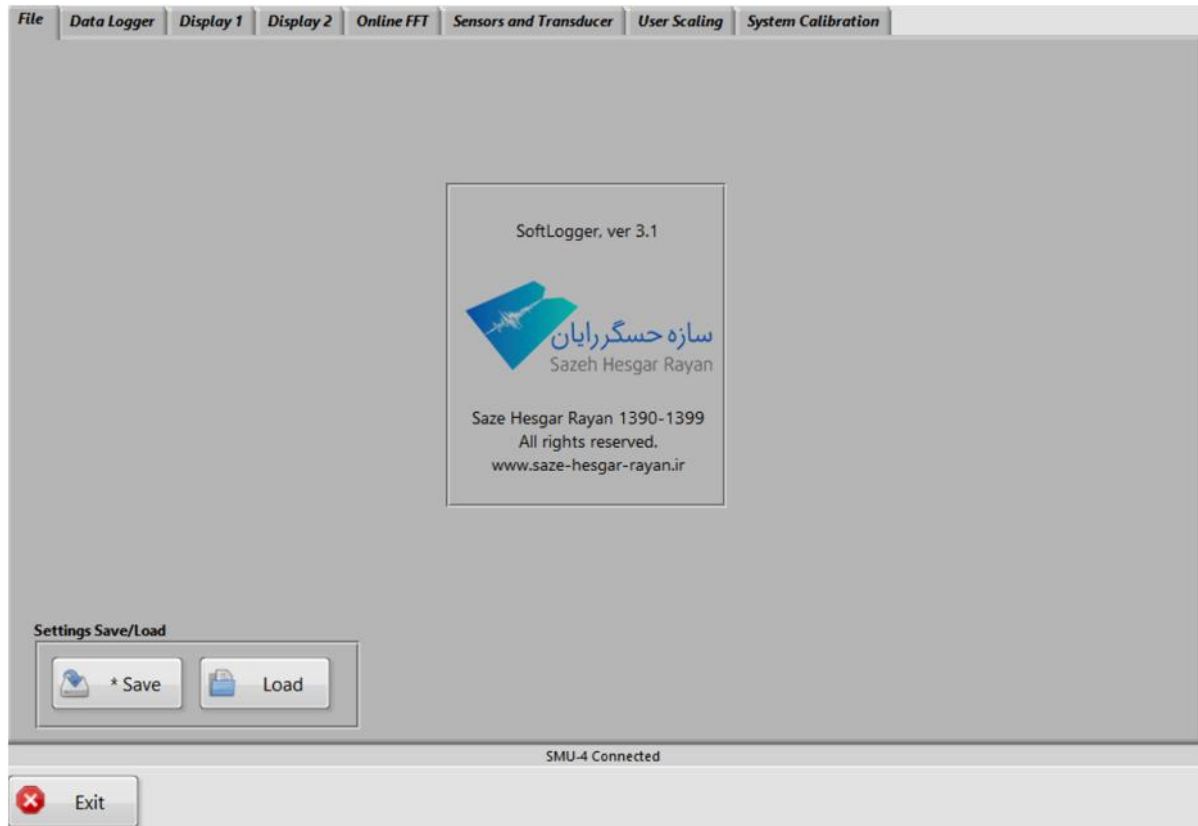 File
Data Logger
Display 1
Display 2
Online FFT
Sensors and Transducer
User Scaling
System Calibration
SoftLogger, ver 3.1
سازه حسگر رایان
Sazeh Hesgar Rayan
Saze Hesgar Rayan 1390-1399
All rights reserved.
www.saze-hesgar-rayan.ir
Settings Save/Load
* Save
Load
SMU-4 Connected
Exit